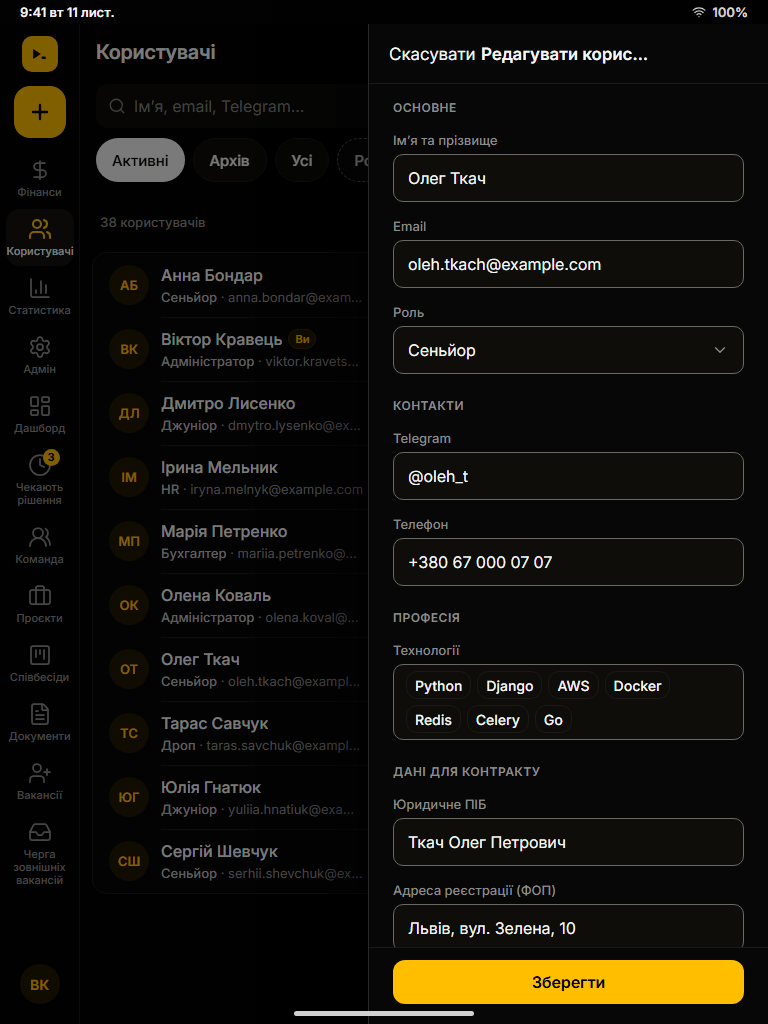 9:41 вт 11 лист.
100%
Фінанси
Користувачі
Статистика
Адмін
Дашборд
3
Чекають
рішення
Команда
Проєкти
Співбесіди
Документи
Вакансії
Черга
зовнішніх
вакансій
ВК
Користувачі
Ім’я, email, Telegram...
Активні
Архів
Усі
38 користувачів
АБ
Анна Бондар
Сеньйор · anna.bondar@exam...
ВК
Віктор Кравець Ви
Адміністратор · viktor.kravets...
ДЛ
Дмитро Лисенко
Джуніор · dmytro.lysenko@ex...
ІМ
Ірина Мельник
HR · iryna.melnyk@example.com
МП
Марія Петренко
Бухгалтер · mariia.petrenko@...
ОК
Олена Коваль
Адміністратор · olena.koval@...
ОТ
Олег Ткач
Сеньйор · oleh.tkach@exampl...
ТС
Тарас Савчук
Дроп · taras.savchuk@exampl...
ЮГ
Юлія Гнатюк
Джуніор · yuliia.hnatiuk@exa...
СШ
Сергій Шевчук
Сеньйор · serhii.shevchuk@ex...
Скасувати Редагувати корис...
ОСНОВНЕ
Ім’я та прізвище
Олег Ткач
Email
oleh.tkach@example.com
Роль
Сеньйор
КОНТАКТИ
Telegram
@oleh_t
Телефон
+380 67 000 07 07
ПРОФЕСІЯ
Технології
Python Django AWS Docker
Redis Celery Go
ДАНІ ДЛЯ КОНТРАКТУ
Юридичне ПІБ
Ткач Олег Петрович
Адреса реєстрації (ФОП)
Львів, вул. Зелена, 10
Зберегти